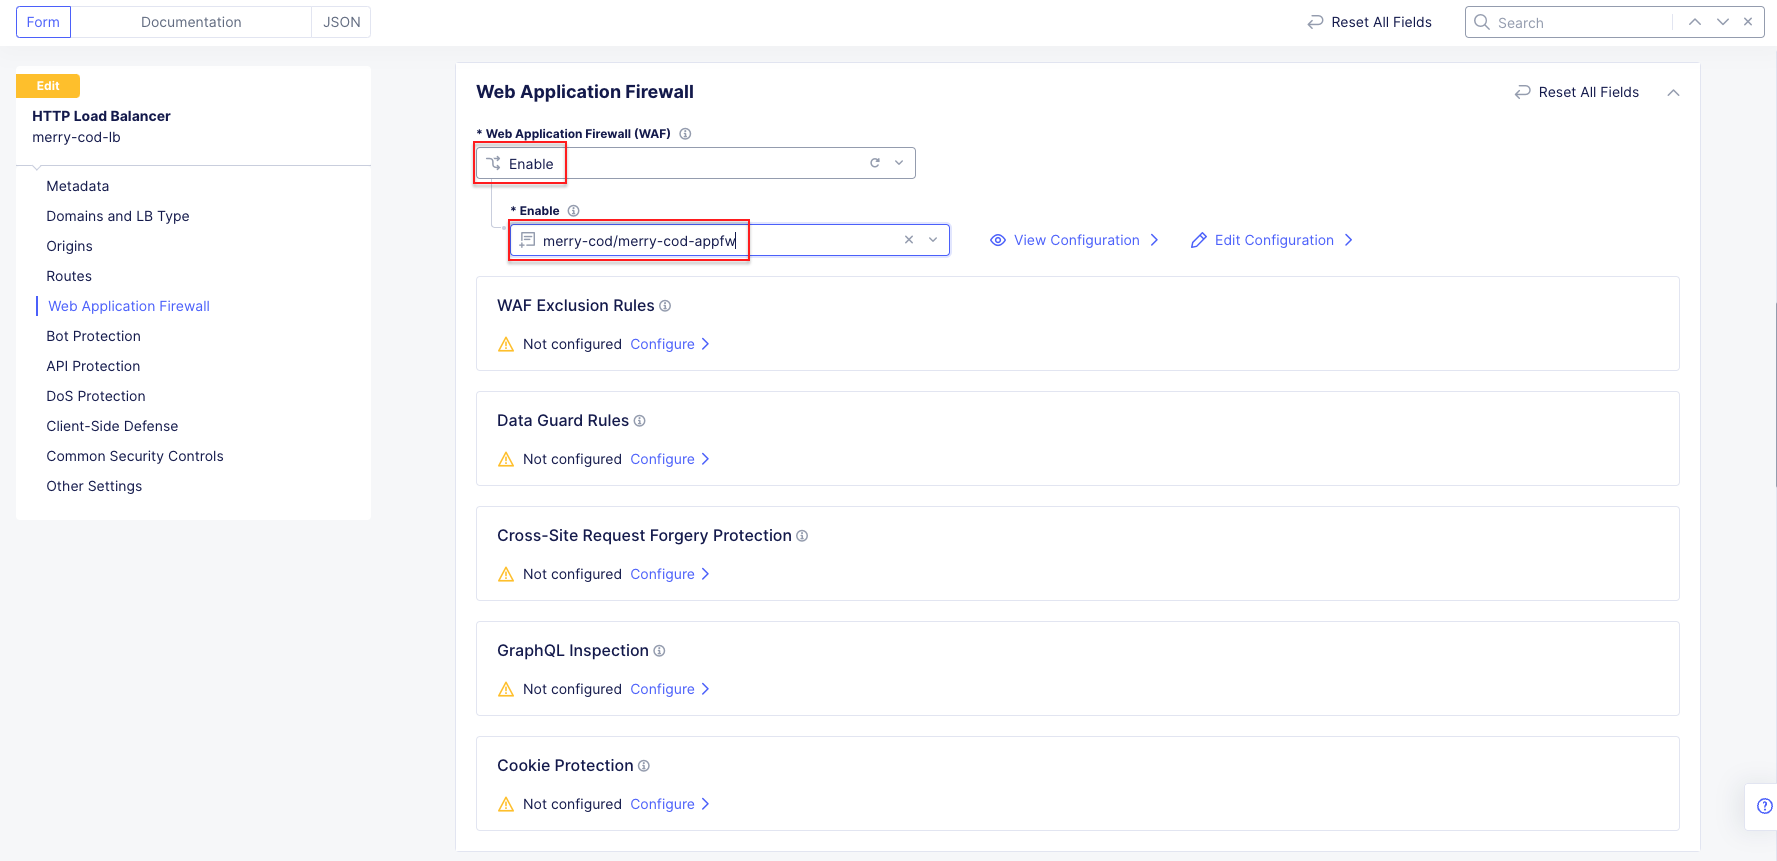 Form Documentation JSON
Reset All Fields
Search
Edit
HTTP Load Balancer
merry-cod-lb
Metadata
Domains and LB Type
Origins
Routes
Web Application Firewall
Bot Protection
API Protection
DoS Protection
Client-Side Defense
Common Security Controls
Other Settings
Web Application Firewall
Reset All Fields
* Web Application Firewall (WAF)
Enable
* Enable
merry-cod/merry-cod-appfw
View Configuration
Edit Configuration
WAF Exclusion Rules
Not configured Configure
Data Guard Rules
Not configured Configure
Cross-Site Request Forgery Protection
Not configured Configure
GraphQL Inspection
Not configured Configure
Cookie Protection
Not configured Configure